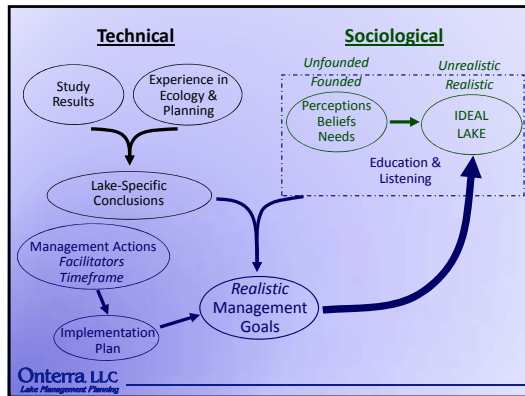 Technical
Sociological
Study
Results
Experience in
Ecology &
Planning
Unfounded
Founded
Unrealistic
Realistic
Perceptions
Beliefs
Needs
IDEAL
LAKE
Education &
Listening
Lake-Specific
Conclusions
Management Actions
Facilitators
Timeframe
Implementation
Plan
Realistic
Management
Goals
Onterra LLC
Lake Management Planning